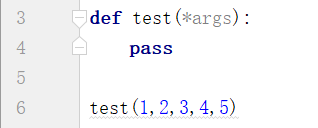 3 def test(*args):
4     pass
5
6 test(1,2,3,4,5)